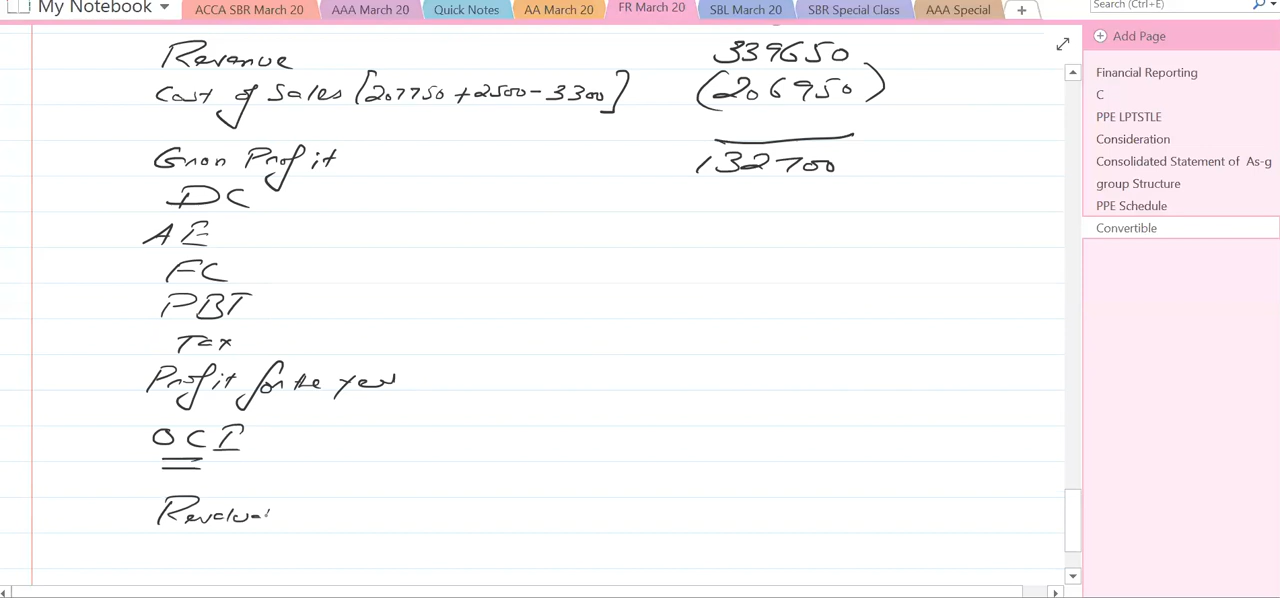 My Notebook
ACCA SBR March 20
AAA March 20
Quick Notes
AA March 20
FR March 20
SBL March 20
SBR Special Class
AAA Special
Search (Ctrl+E)
Add Page
Financial Reporting
C
PPE LPTSTLE
Consideration
Consolidated Statement of As-g
group Structure
PPE Schedule
Convertible
Revenue 339650
Cost of Sales [207750+2500-3300] (206950)
Gross Profit 132700
DC
AE
FC
PBT
Tax
Profit for the year
OCI
Revaluat